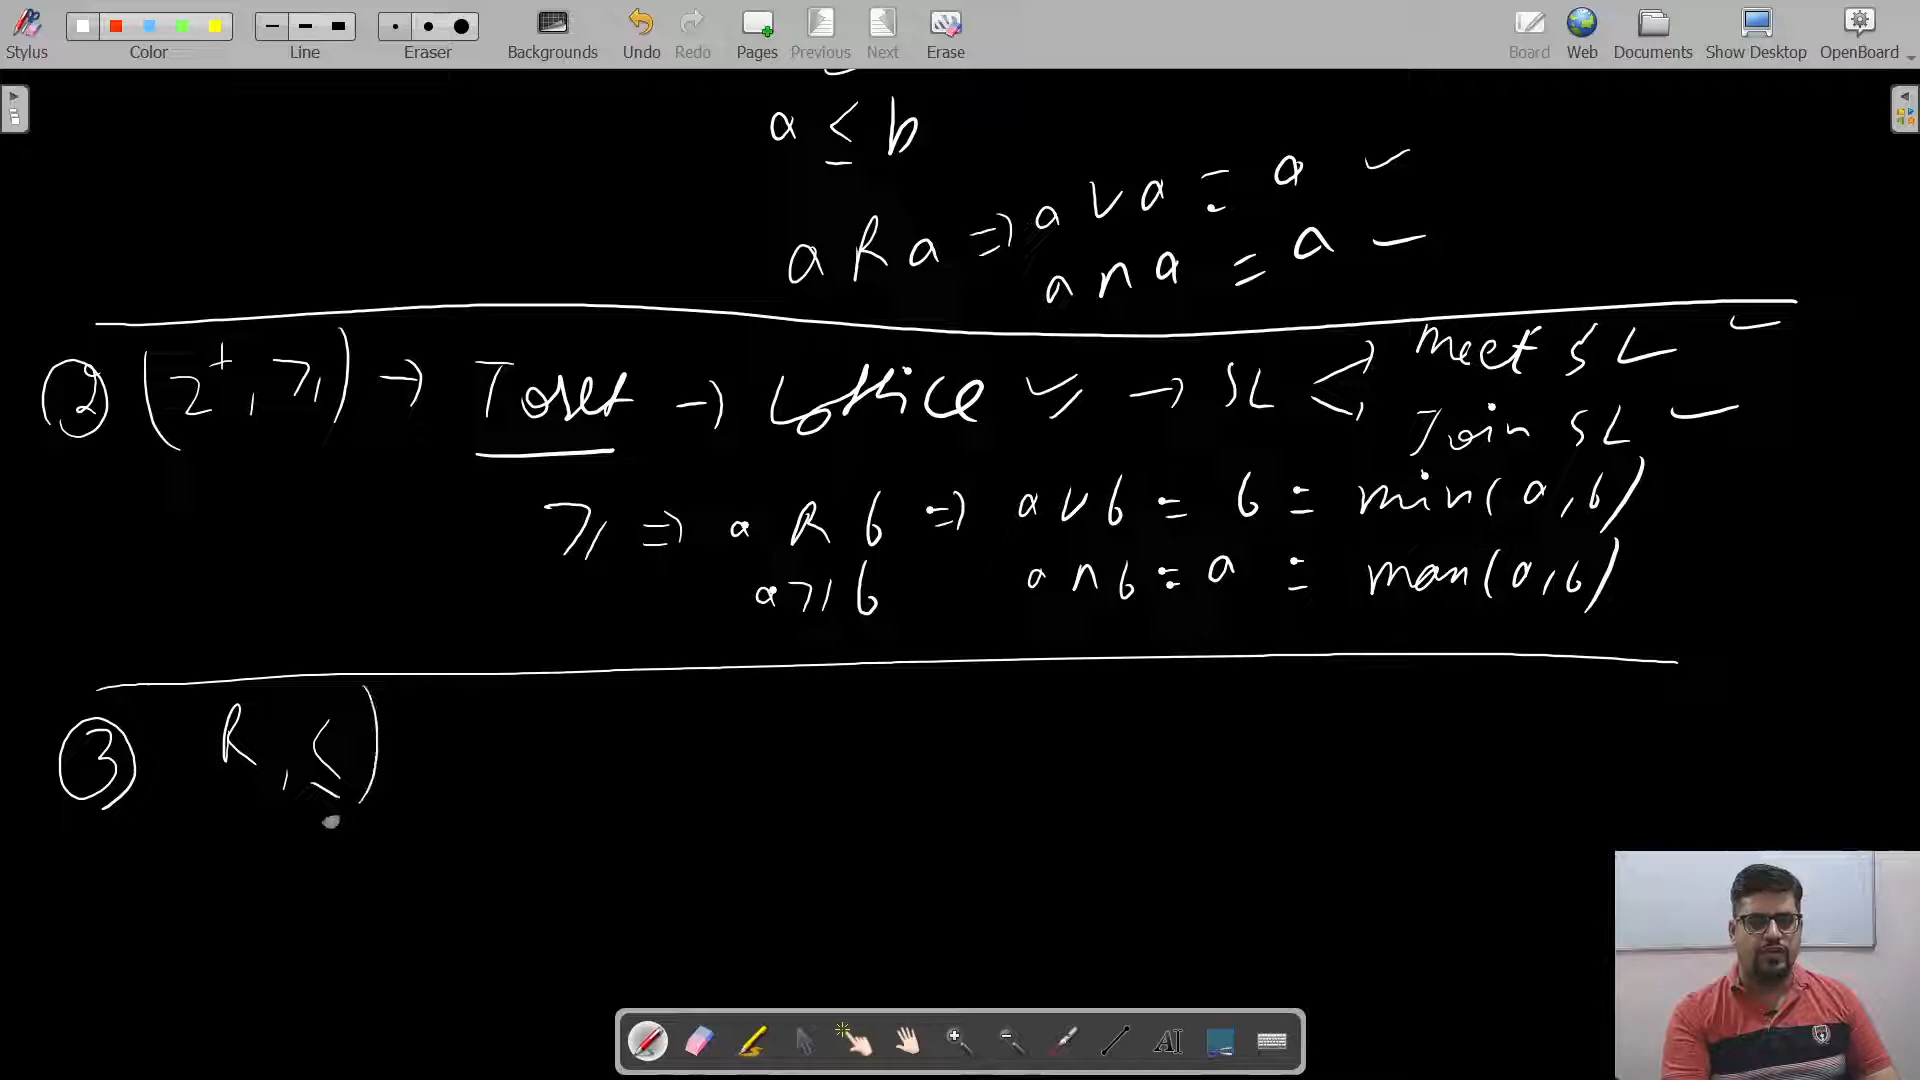 Stylus Color Line Eraser Backgrounds Undo Redo Pages Previous Next Erase Board Web Documents Show Desktop OpenBoard
a ≤ b
a R a ⇒ a ∨ a = a ✓
a ∧ a = a ✓
② (Z⁺, ≥) → Toset → Lattice ✓ → SL
Meet SL ✓
Join SL ✓
≥ ⇒ a R b ⇒ a ∨ b = b = min(a, b)
a ≥ b a ∧ b = a = max(a, b)
③ R, ≤)